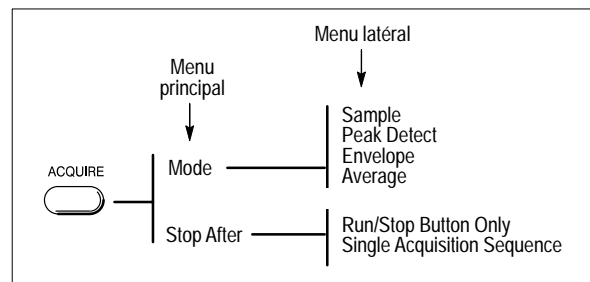 Menu latéral
Menu
principal
ACQUIRE
Mode
Sample
Peak Detect
Envelope
Average
Stop After
Run/Stop Button Only
Single Acquisition Sequence